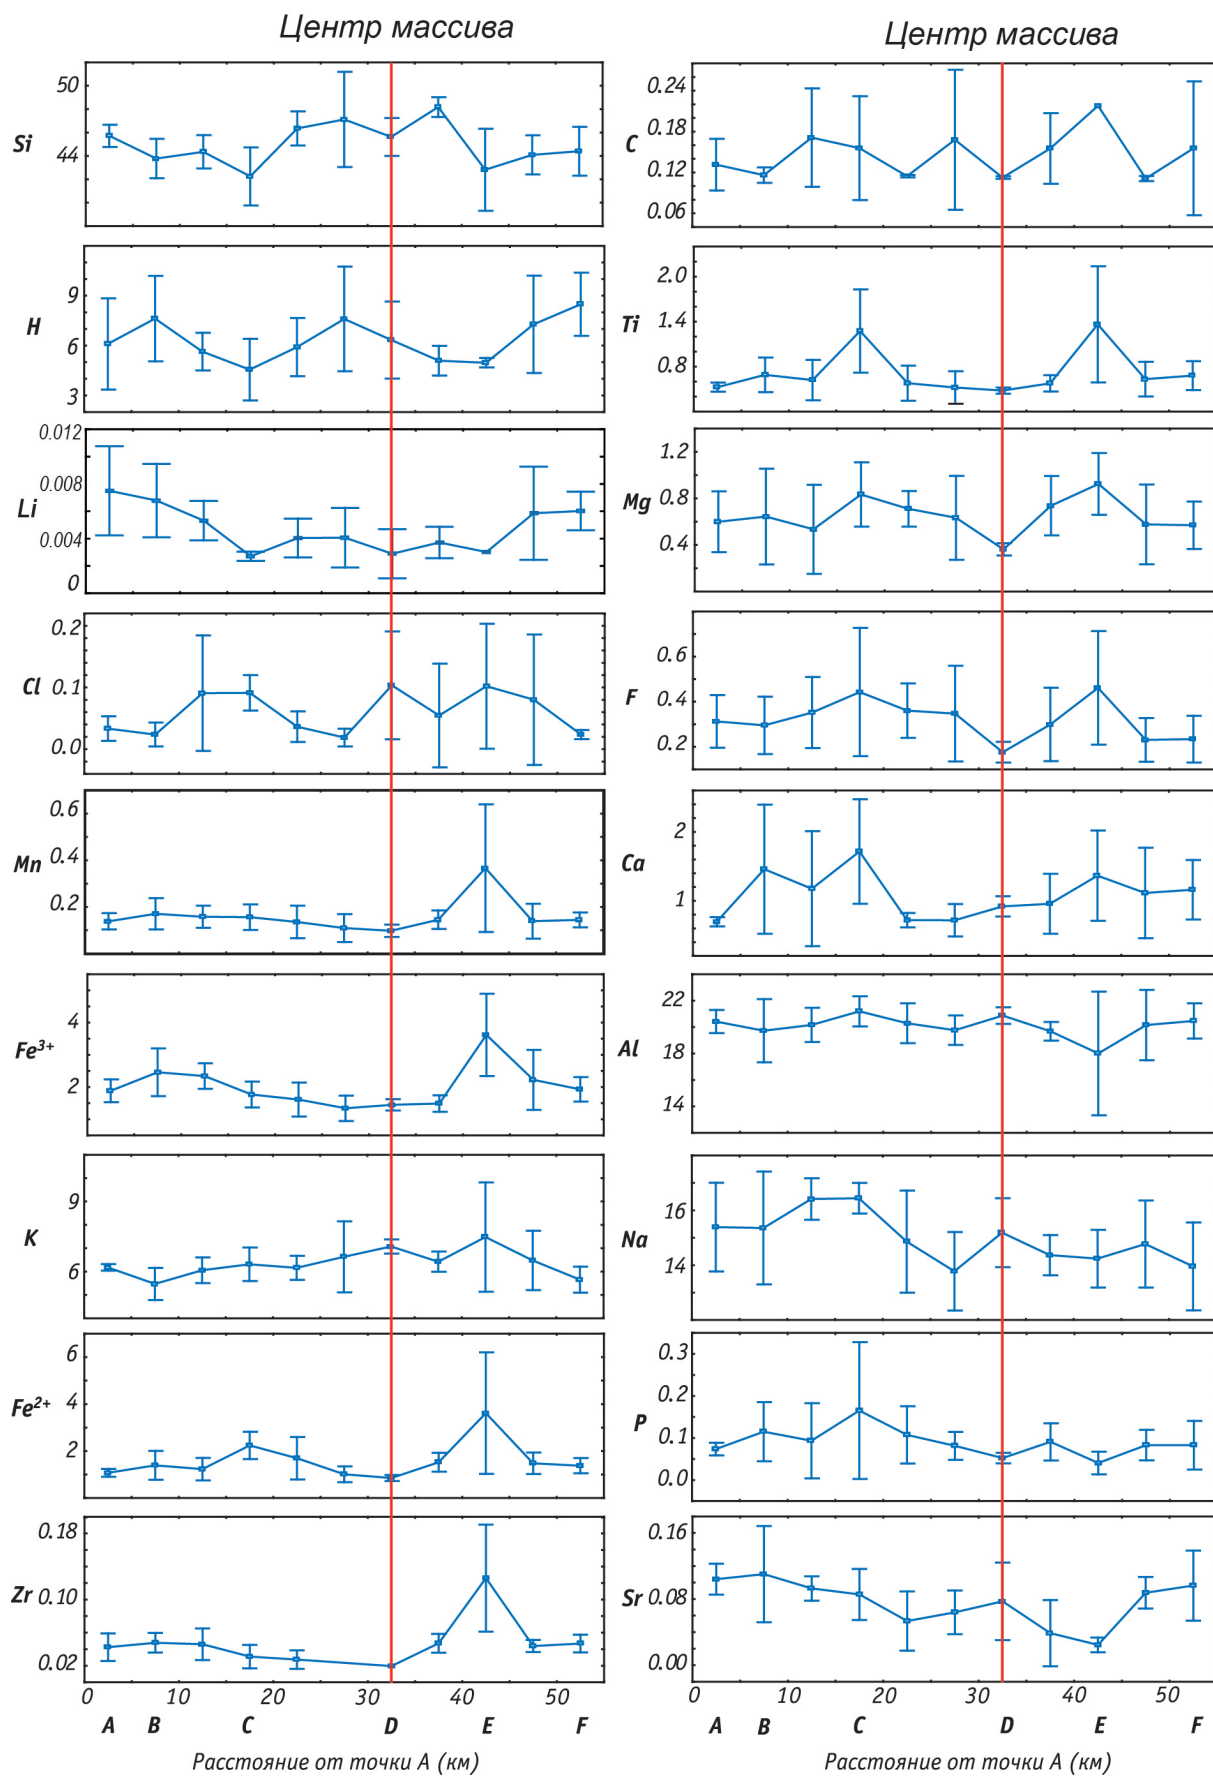 Центр массива
Центр массива
50
Si
44
0.24
0.18
C
0.12
0.06
9
H
6
3
2.0
Ti
1.4
0.8
0.012
0.008
Li
0.004
0
1.2
Mg
0.8
0.4
0.2
Cl
0.1
0.0
0.6
F
0.4
0.2
0.6
Mn
0.4
0.2
2
Ca
1
4
Fe³⁺
2
22
Al
18
14
9
K
6
16
Na
14
6
4
Fe²⁺
2
0.3
0.2
P
0.1
0.0
0.18
Zr
0.10
0.02
0.16
Sr
0.08
0.00
0 10 20 30 40 50
A B C D E F
Расстояние от точки А (км)
0 10 20 30 40 50
A B C D E F
Расстояние от точки А (км)